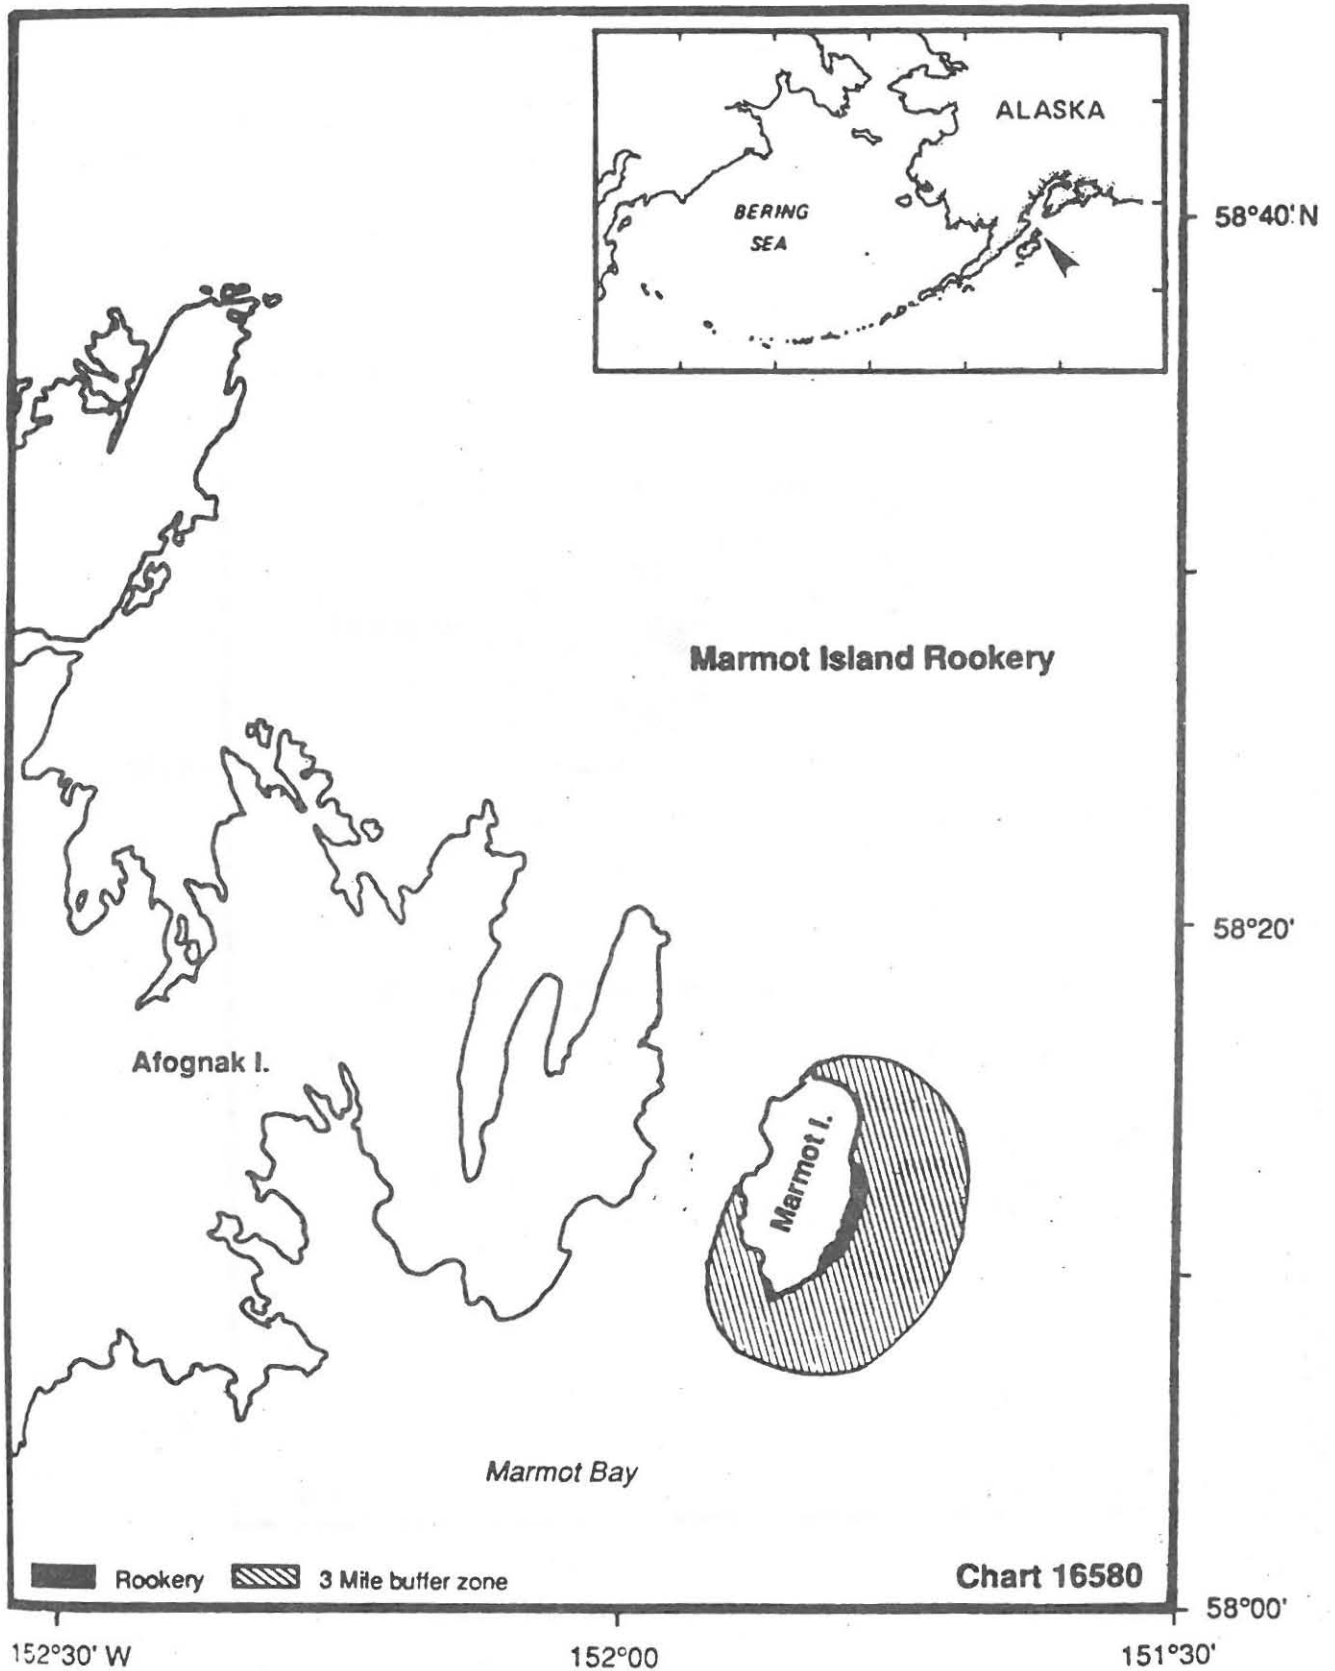 ALASKA
BERING
SEA
58°40'N
Marmot Island Rookery
58°20'
Afognak I.
Marmot I.
Marmot Bay
Rookery
3 Mile buffer zone
Chart 16580
58°00'
152°30' W
152°00
151°30'